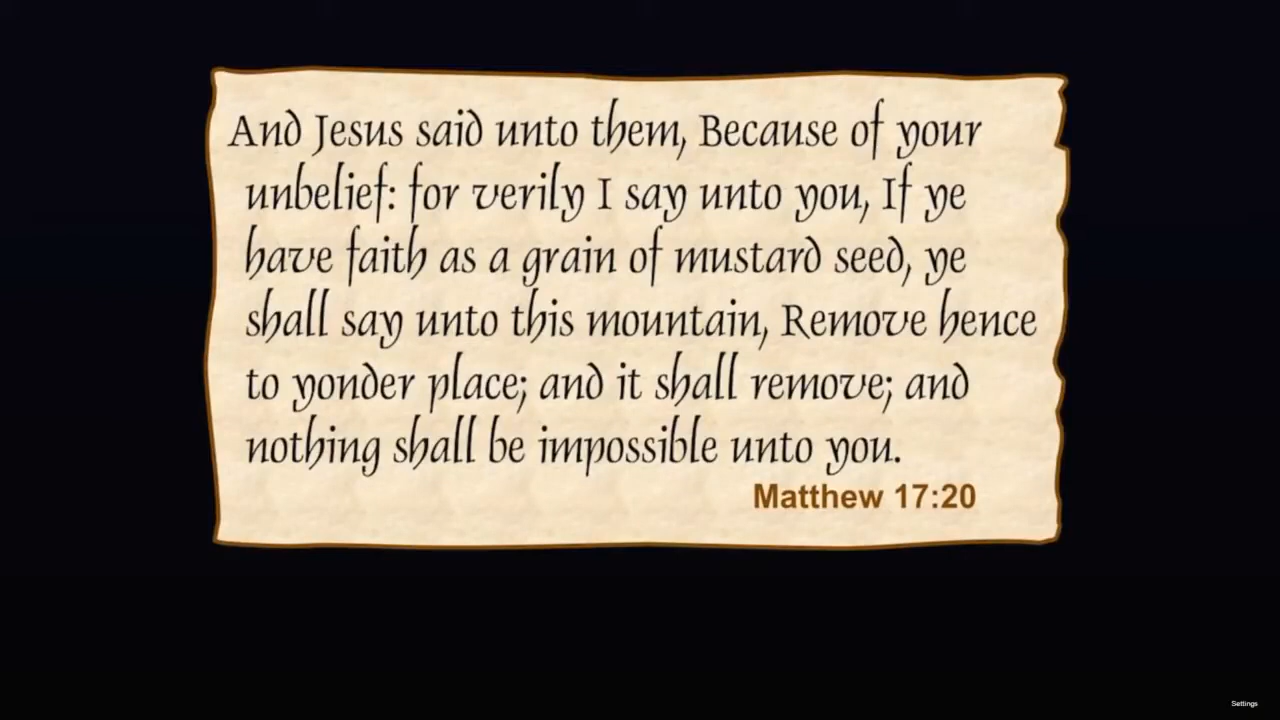 And Jesus said unto them, Because of your
unbelief: for verily I say unto you, If ye
have faith as a grain of mustard seed, ye
shall say unto this mountain, Remove hence
to yonder place; and it shall remove; and
nothing shall be impossible unto you.
Matthew 17:20
Settings